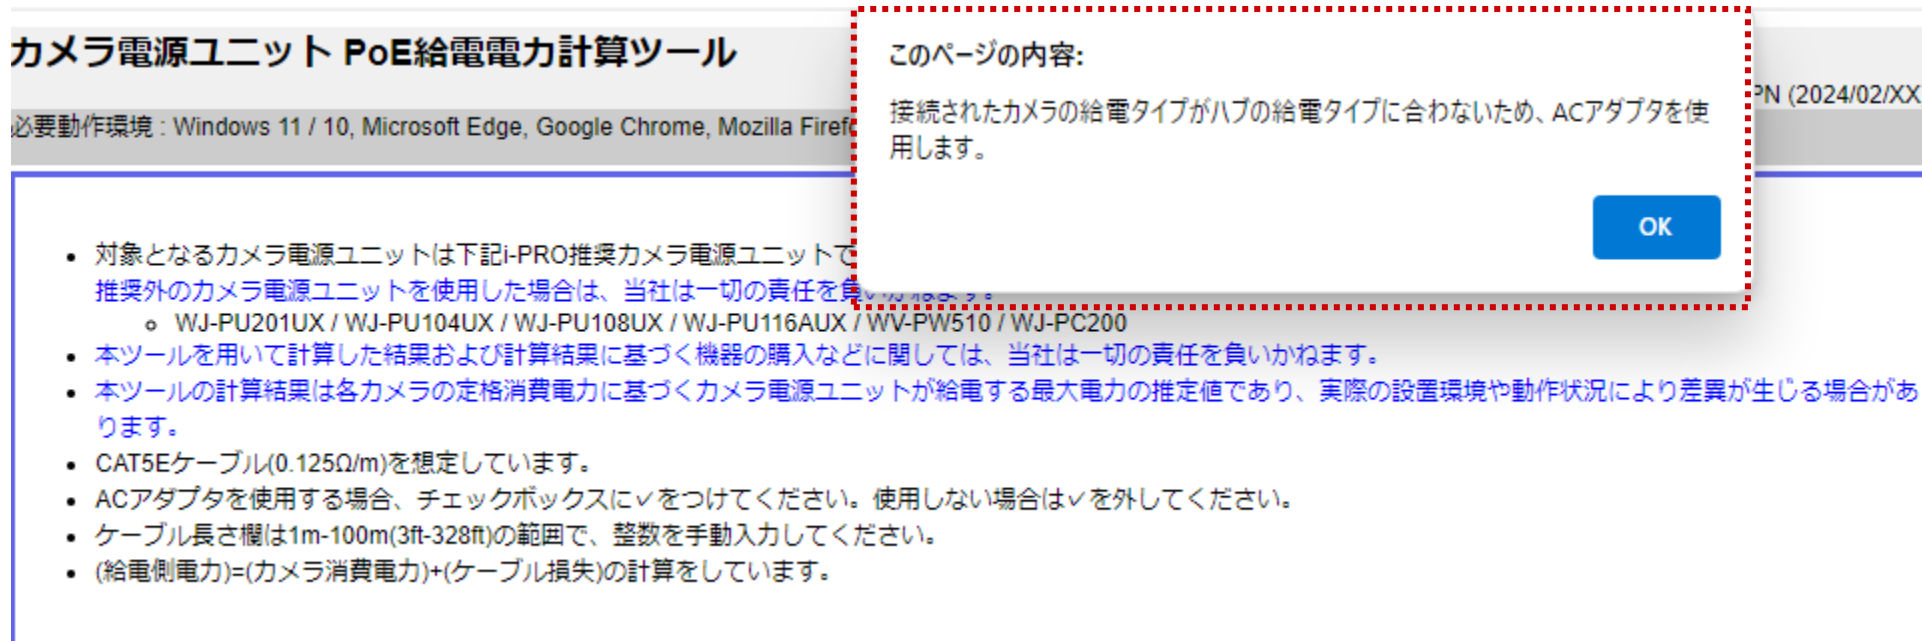 カメラ電源ユニット PoE給電電力計算ツール
PN (2024/02/XX
必要動作環境 : Windows 11 / 10, Microsoft Edge, Google Chrome, Mozilla Firef
このページの内容:
接続されたカメラの給電タイプがハブの給電タイプに合わないため、ACアダプタを使
用します。
OK
• 対象となるカメラ電源ユニットは下記i-PRO推奨カメラ電源ユニットで
推奨外のカメラ電源ユニットを使用した場合は、当社は一切の責任を負いかねます。
○ WJ-PU201UX / WJ-PU104UX / WJ-PU108UX / WJ-PU116AUX / WV-PW510 / WJ-PC200
• 本ツールを用いて計算した結果および計算結果に基づく機器の購入などに関しては、当社は一切の責任を負いかねます。
• 本ツールの計算結果は各カメラの定格消費電力に基づくカメラ電源ユニットが給電する最大電力の推定値であり、実際の設置環境や動作状況により差異が生じる場合があ
ります。
• CAT5Eケーブル(0.125Ω/m)を想定しています。
• ACアダプタを使用する場合、チェックボックスに✓をつけてください。使用しない場合は✓を外してください。
• ケーブル長さ欄は1m-100m(3ft-328ft)の範囲で、整数を手動入力してください。
• (給電側電力)=(カメラ消費電力)+(ケーブル損失)の計算をしています。